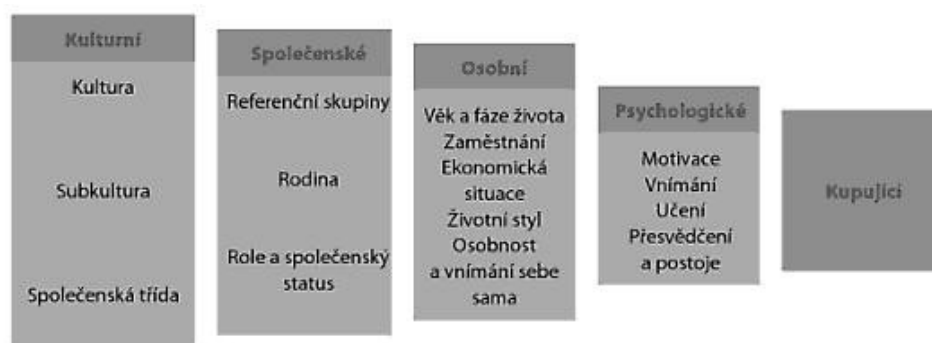 Kulturní
Kultura
Subkultura
Společenská třída
Společenské
Referenční skupiny
Rodina
Role a společenský
status
Osobní
Věk a fáze života
Zaměstnání
Ekonomická
situace
Životní styl
Osobnost
a vnímání sebe
sama
Psychologické
Motivace
Vnímání
Učení
Přesvědčení
a postoje
Kupující